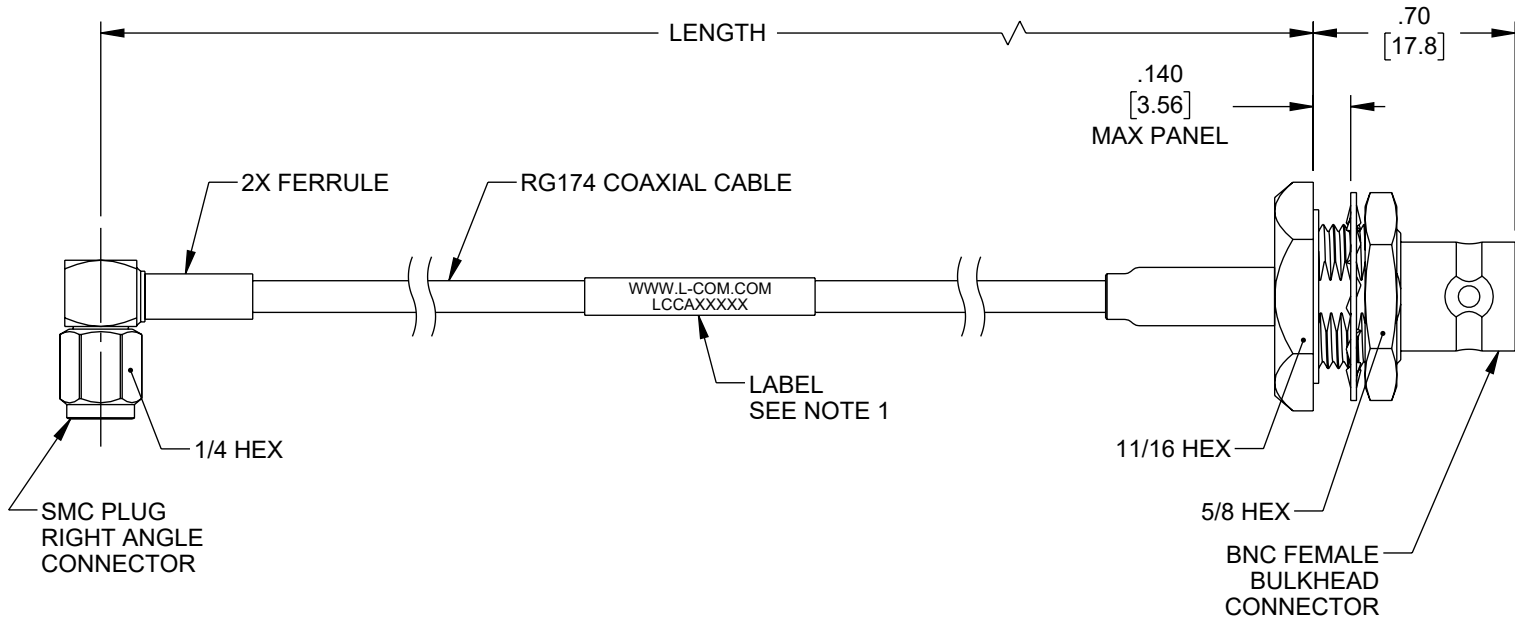 LENGTH
.70
[17.8]
.140
[3.56]
MAX PANEL
2X FERRULE
RG174 COAXIAL CABLE
WWW.L-COM.COM
LCCAXXXXX
LABEL
SEE NOTE 1
1/4 HEX
11/16 HEX
SMC PLUG
RIGHT ANGLE
CONNECTOR
5/8 HEX
BNC FEMALE
BULKHEAD
CONNECTOR